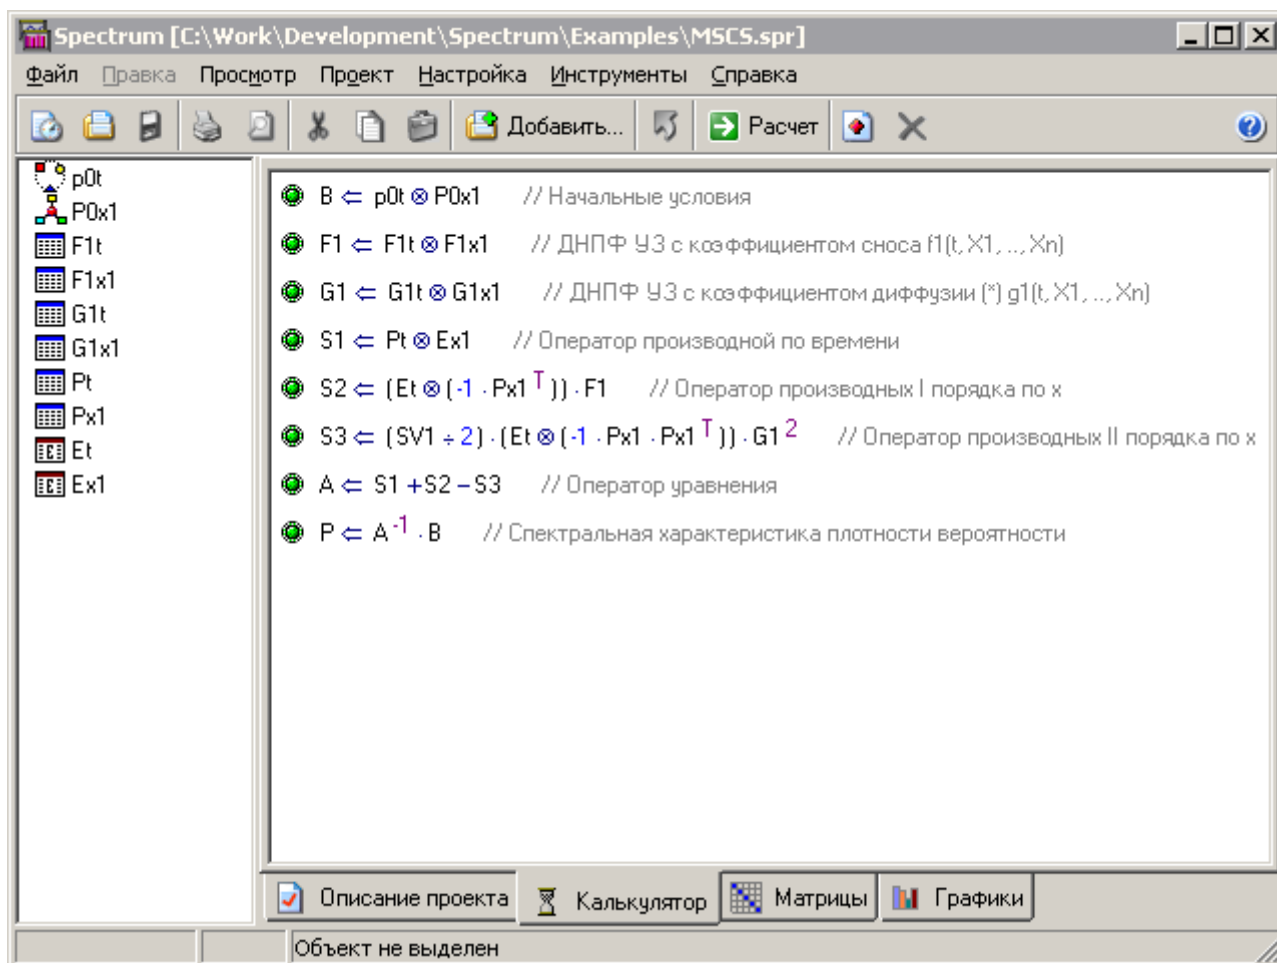 Spectrum [C:\Work\Development\Spectrum\Examples\MSCS.spr]
Файл Правка Просмотр Проект Настройка Инструменты Справка
Добавить... Расчет
p0t
P0x1
F1t
F1x1
G1t
G1x1
Pt
Px1
Et
Ex1
B ⇐ p0t ⊗ P0x1 // Начальные условия
F1 ⇐ F1t ⊗ F1x1 // ДНПФ УЗ с коэффициентом сноса f1(t, X1, .., Xn)
G1 ⇐ G1t ⊗ G1x1 // ДНПФ УЗ с коэффициентом диффузии (*) g1(t, X1, .., Xn)
S1 ⇐ Pt ⊗ Ex1 // Оператор производной по времени
S2 ⇐ (Et ⊗ (-1 · Px1 ᵀ)) · F1 // Оператор производных I порядка по x
S3 ⇐ (SV1 ÷ 2) · (Et ⊗ (-1 · Px1 · Px1 ᵀ)) · G1 ² // Оператор производных II порядка по x
A ⇐ S1 + S2 − S3 // Оператор уравнения
P ⇐ A ⁻¹ · B // Спектральная характеристика плотности вероятности
Описание проекта Калькулятор Матрицы Графики
Объект не выделен